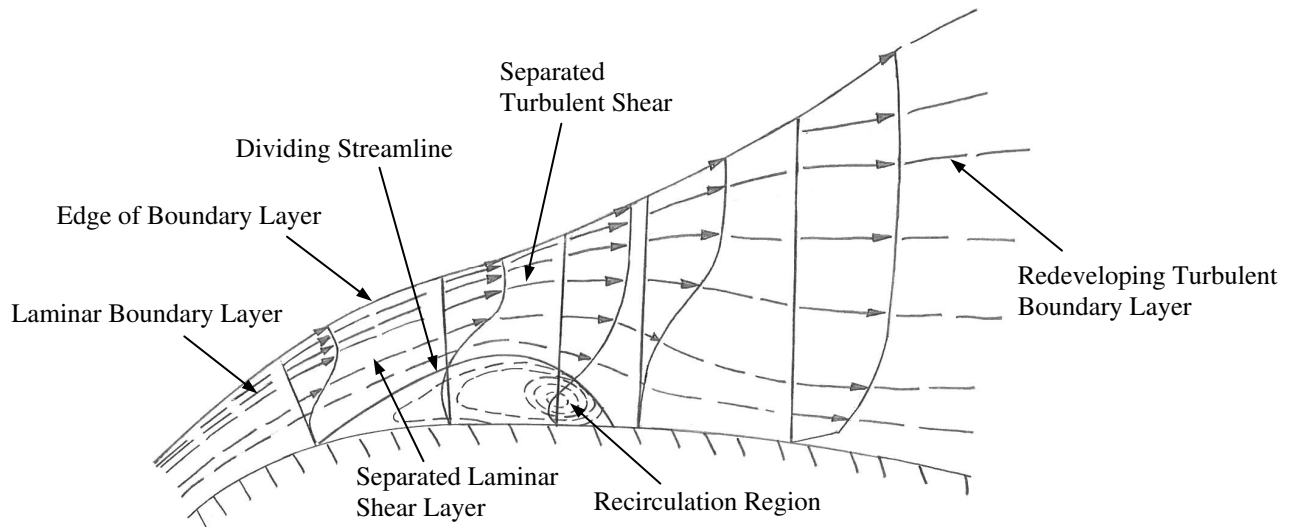 Separated
Turbulent Shear
Dividing Streamline
Edge of Boundary Layer
Laminar Boundary Layer
Redeveloping Turbulent
Boundary Layer
Separated Laminar
Shear Layer
Recirculation Region